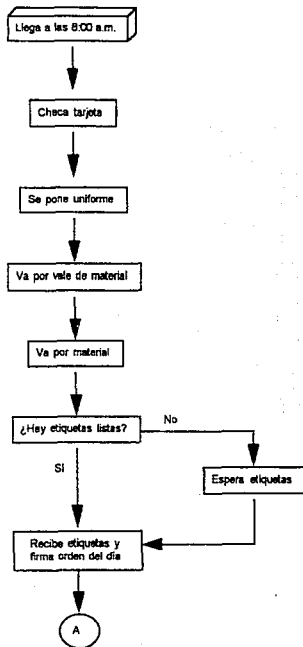 Llega a las 8:00 a.m.
Checa tarjeta
Se pone uniforme
Va por vale de material
Va por material
¿Hay etiquetas listas?
No
Sí
Espera etiquetas
Recibe etiquetas y
firma orden del día
A